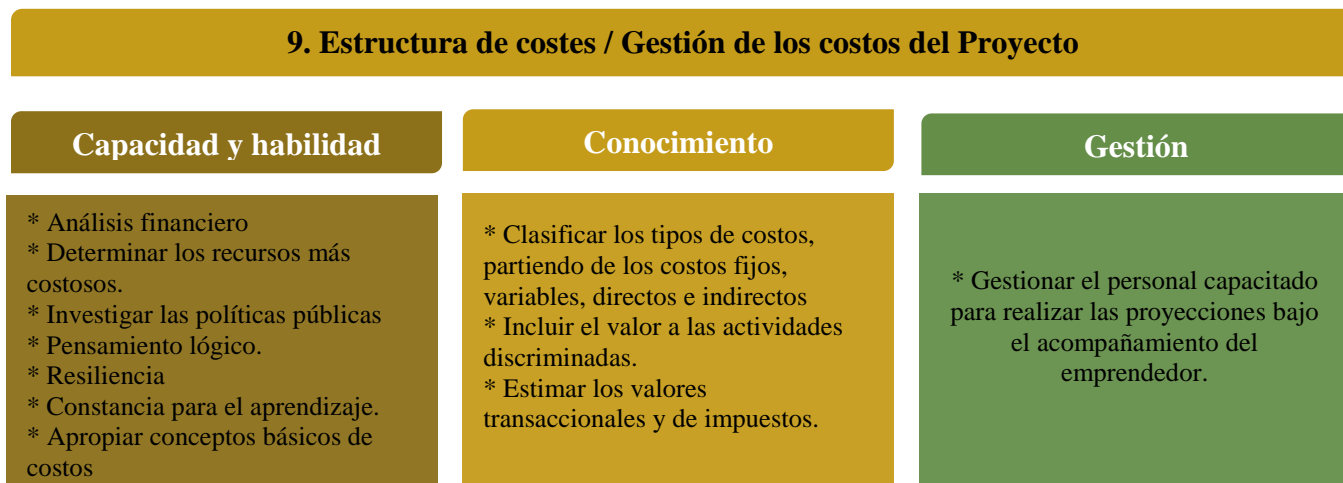 9. Estructura de costes / Gestión de los costos del Proyecto
Capacidad y habilidad
* Análisis financiero
* Determinar los recursos más
costosos.
* Investigar las políticas públicas
* Pensamiento lógico.
* Resiliencia
* Constancia para el aprendizaje.
* Apropiar conceptos básicos de
costos
Conocimiento
* Clasificar los tipos de costos,
partiendo de los costos fijos,
variables, directos e indirectos
* Incluir el valor a las actividades
discriminadas.
* Estimar los valores
transaccionales y de impuestos.
Gestión
* Gestionar el personal capacitado
para realizar las proyecciones bajo
el acompañamiento del
emprendedor.